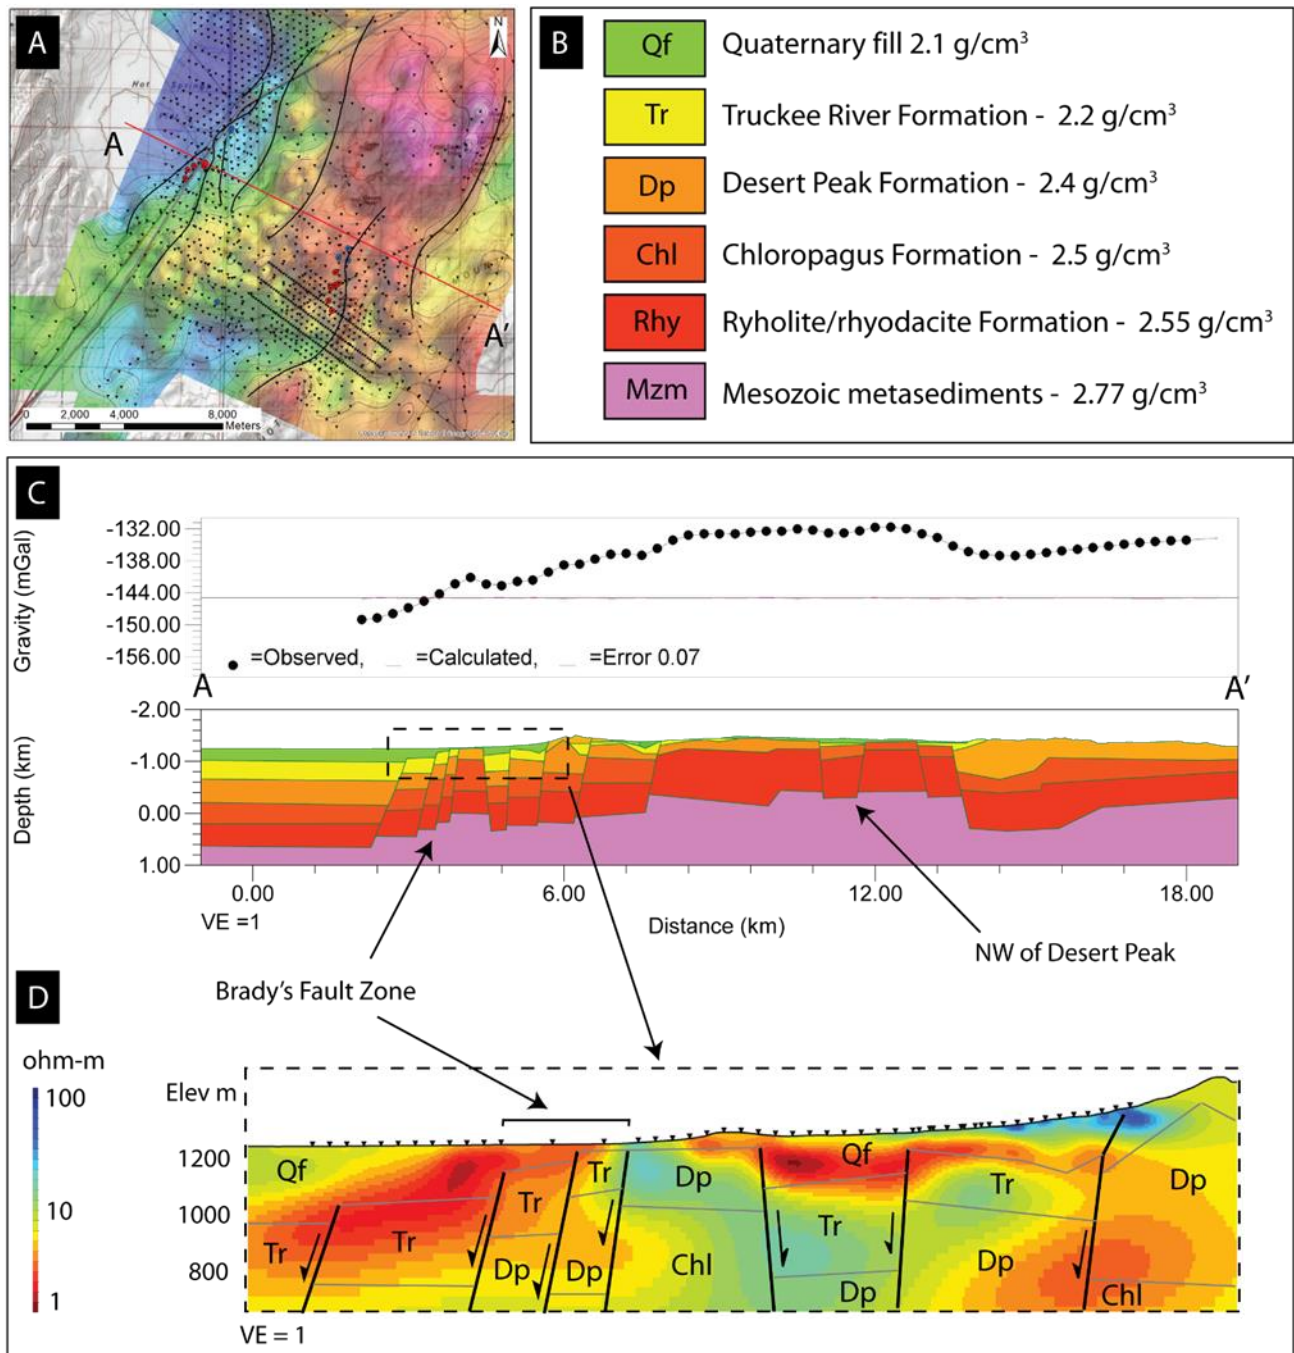 A
N
Hot
A
A'
0 2,000 4,000 8,000
Meters
B
Qf Quaternary fill 2.1 g/cm³
Tr Truckee River Formation - 2.2 g/cm³
Dp Desert Peak Formation - 2.4 g/cm³
Chl Chloropagus Formation - 2.5 g/cm³
Rhy Ryholite/rhyodacite Formation - 2.55 g/cm³
Mzm Mesozoic metasediments - 2.77 g/cm³
C
Gravity (mGal)
-132.00
-138.00
-144.00
-150.00
-156.00
=Observed, =Calculated, =Error 0.07
A A'
Depth (km)
-2.00
-1.00
0.00
1.00
0.00 6.00 12.00 18.00
VE =1
Distance (km)
NW of Desert Peak
Brady's Fault Zone
D
ohm-m
100
10
1
Elev m
1200
1000
800
Qf Tr Dp Qf Tr Dp
Tr Tr Tr Tr
Dp Dp Chl Dp Dp Chl
VE = 1